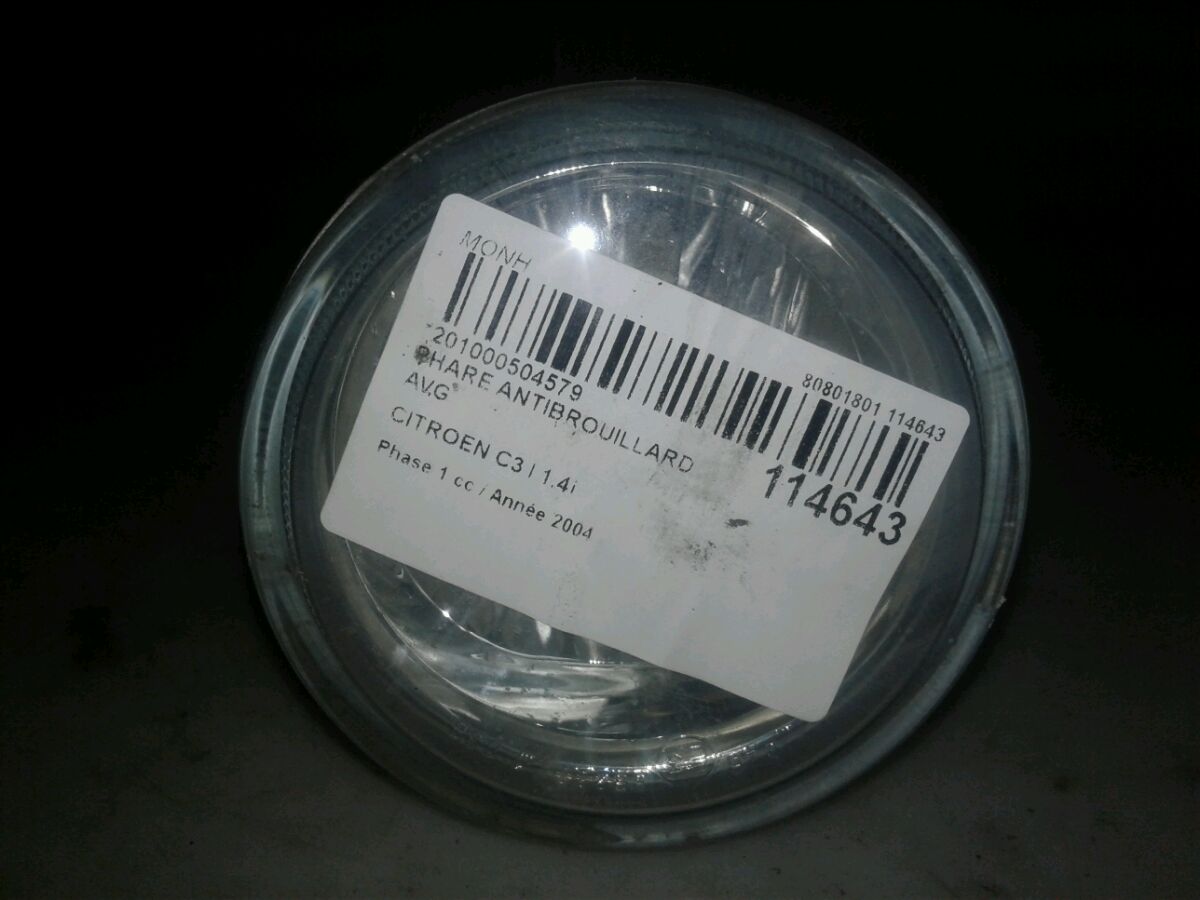 MONH
80801801 114643
201000504579
PHARE ANTIBROUILLARD
AV.G
114643
CITROEN C3 I 1.4i
Phase 1 cc / Année 2004